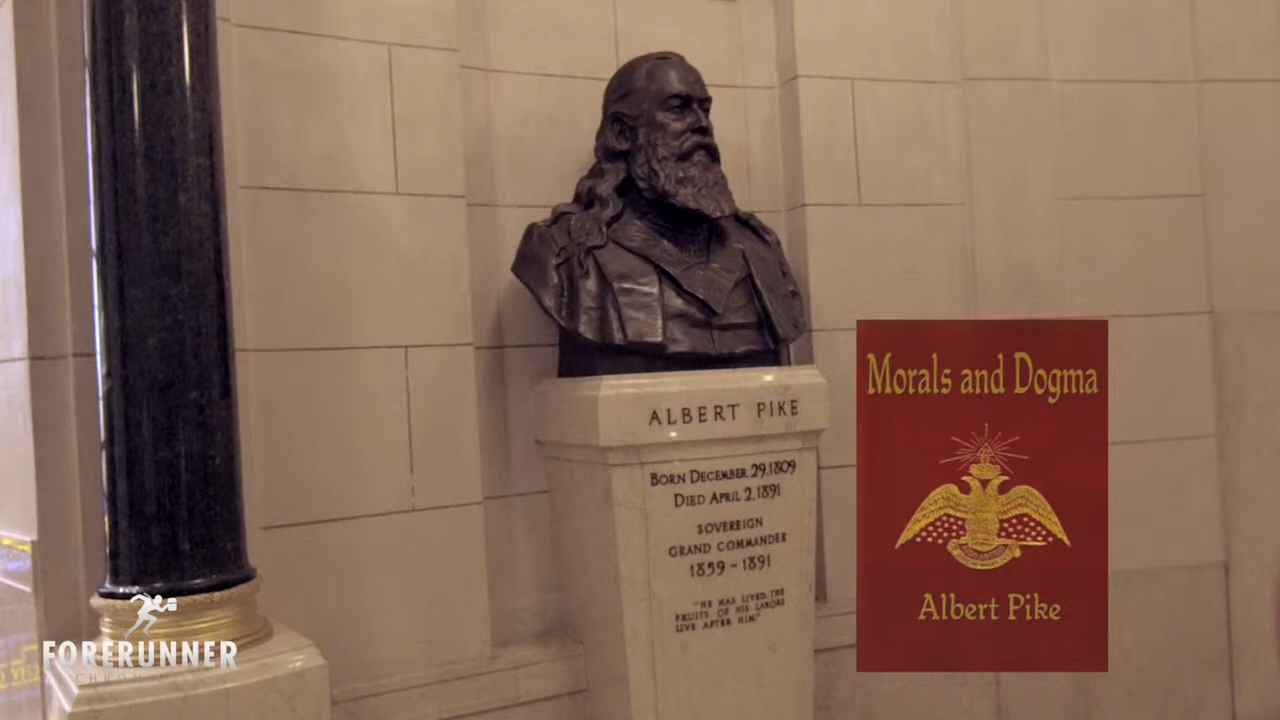 ALBERT PIKE
BORN DECEMBER 29, 1809
DIED APRIL 2, 1891
SOVEREIGN
GRAND COMMANDER
1859 - 1891
"HE HAS LIVED. THE
FRUITS OF HIS LABORS
LIVE AFTER HIM."
Morals and Dogma
Albert Pike
FORERUNNER
CHRONICLES